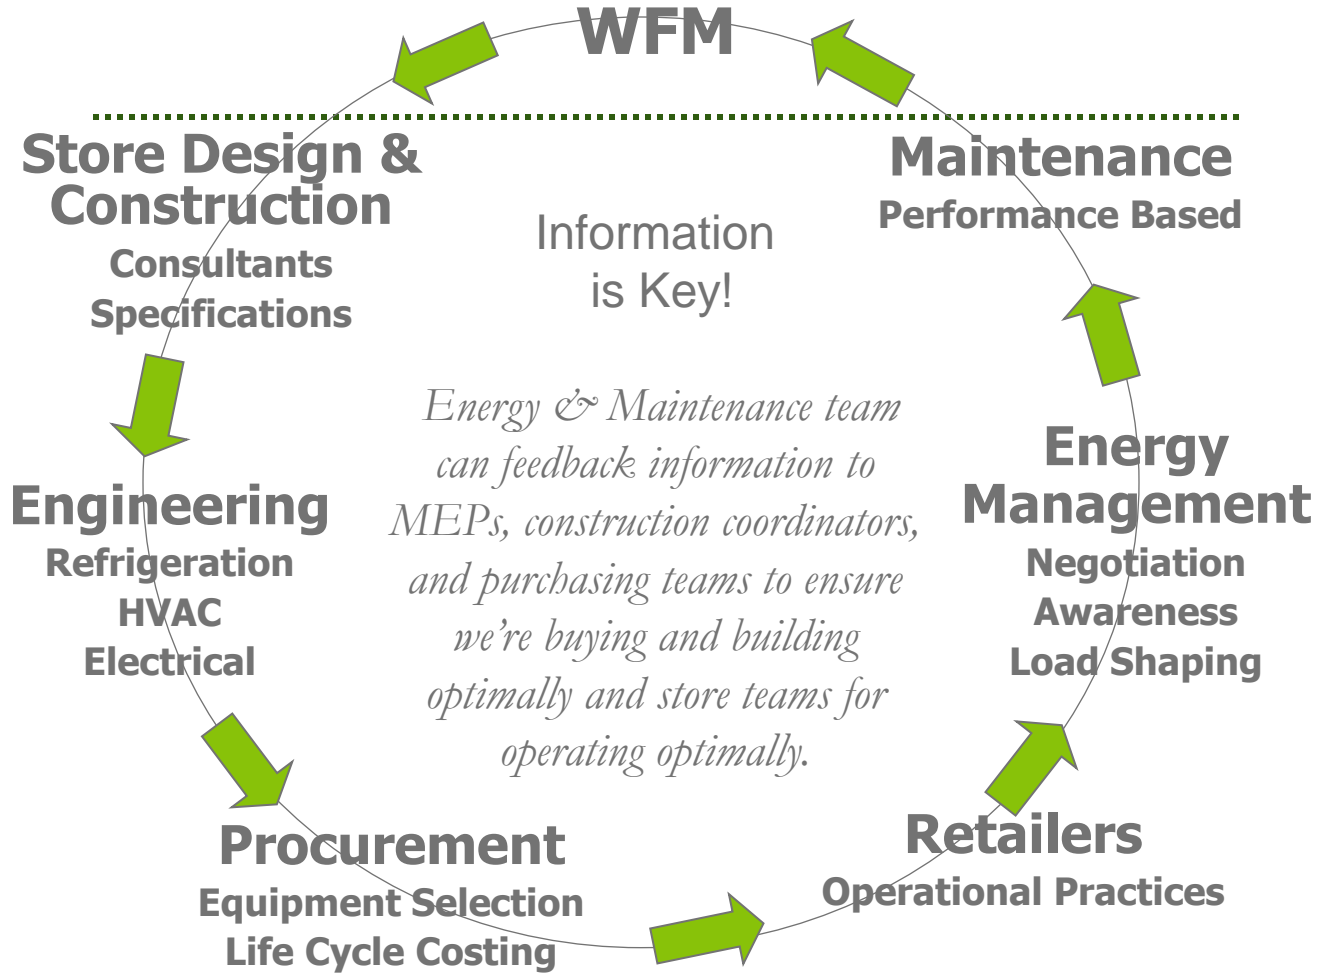 WFM
Store Design &
Construction
Consultants
Specifications
Engineering
Refrigeration
HVAC
Electrical
Procurement
Equipment Selection
Life Cycle Costing
Retailers
Operational Practices
Energy
Management
Negotiation
Awareness
Load Shaping
Maintenance
Performance Based
Information
is Key!
Energy & Maintenance team
can feedback information to
MEPs, construction coordinators,
and purchasing teams to ensure
we're buying and building
optimally and store teams for
operating optimally.